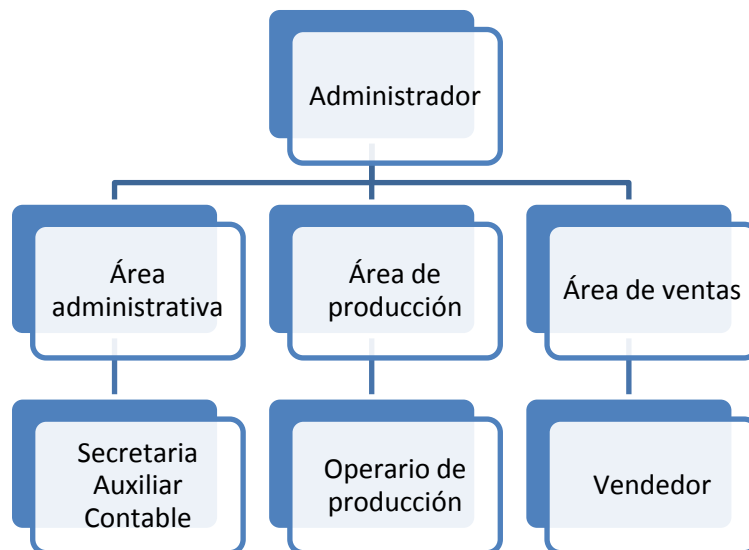 Administrador
Área
administrativa
Área de
producción
Área de ventas
Secretaria
Auxiliar
Contable
Operario de
producción
Vendedor